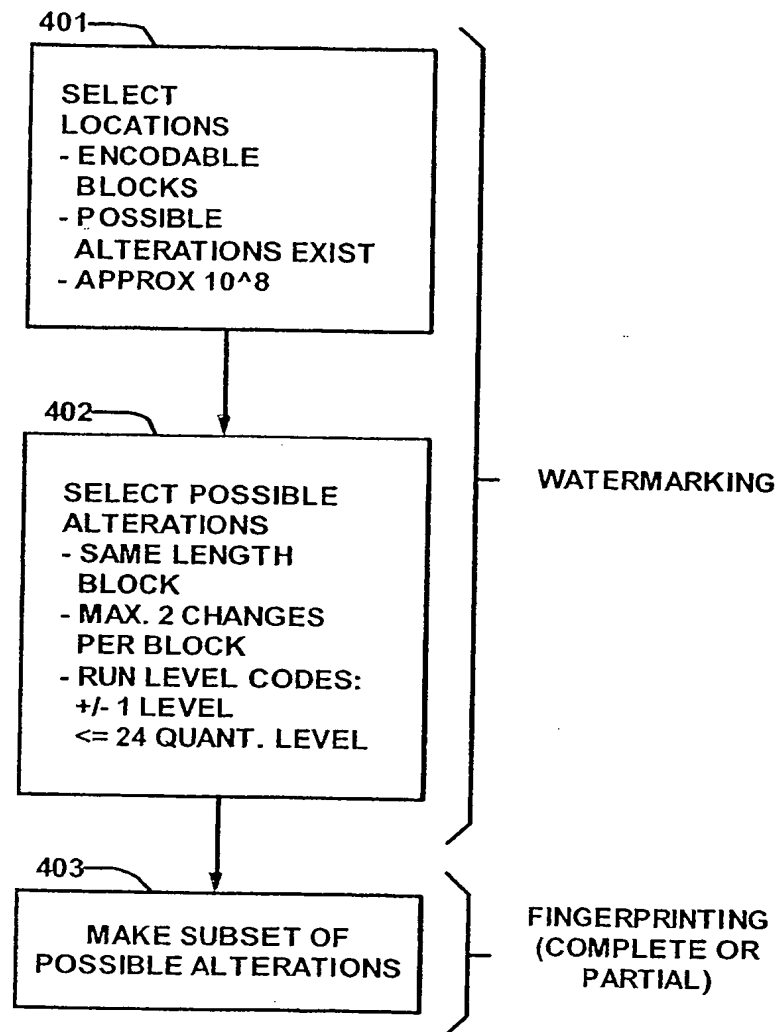 401
SELECT
LOCATIONS
- ENCODABLE
BLOCKS
- POSSIBLE
ALTERATIONS EXIST
- APPROX 10^8
402
SELECT POSSIBLE
ALTERATIONS
- SAME LENGTH
BLOCK
- MAX. 2 CHANGES
PER BLOCK
- RUN LEVEL CODES:
+/- 1 LEVEL
<= 24 QUANT. LEVEL
WATERMARKING
403
MAKE SUBSET OF
POSSIBLE ALTERATIONS
FINGERPRINTING
(COMPLETE OR
PARTIAL)